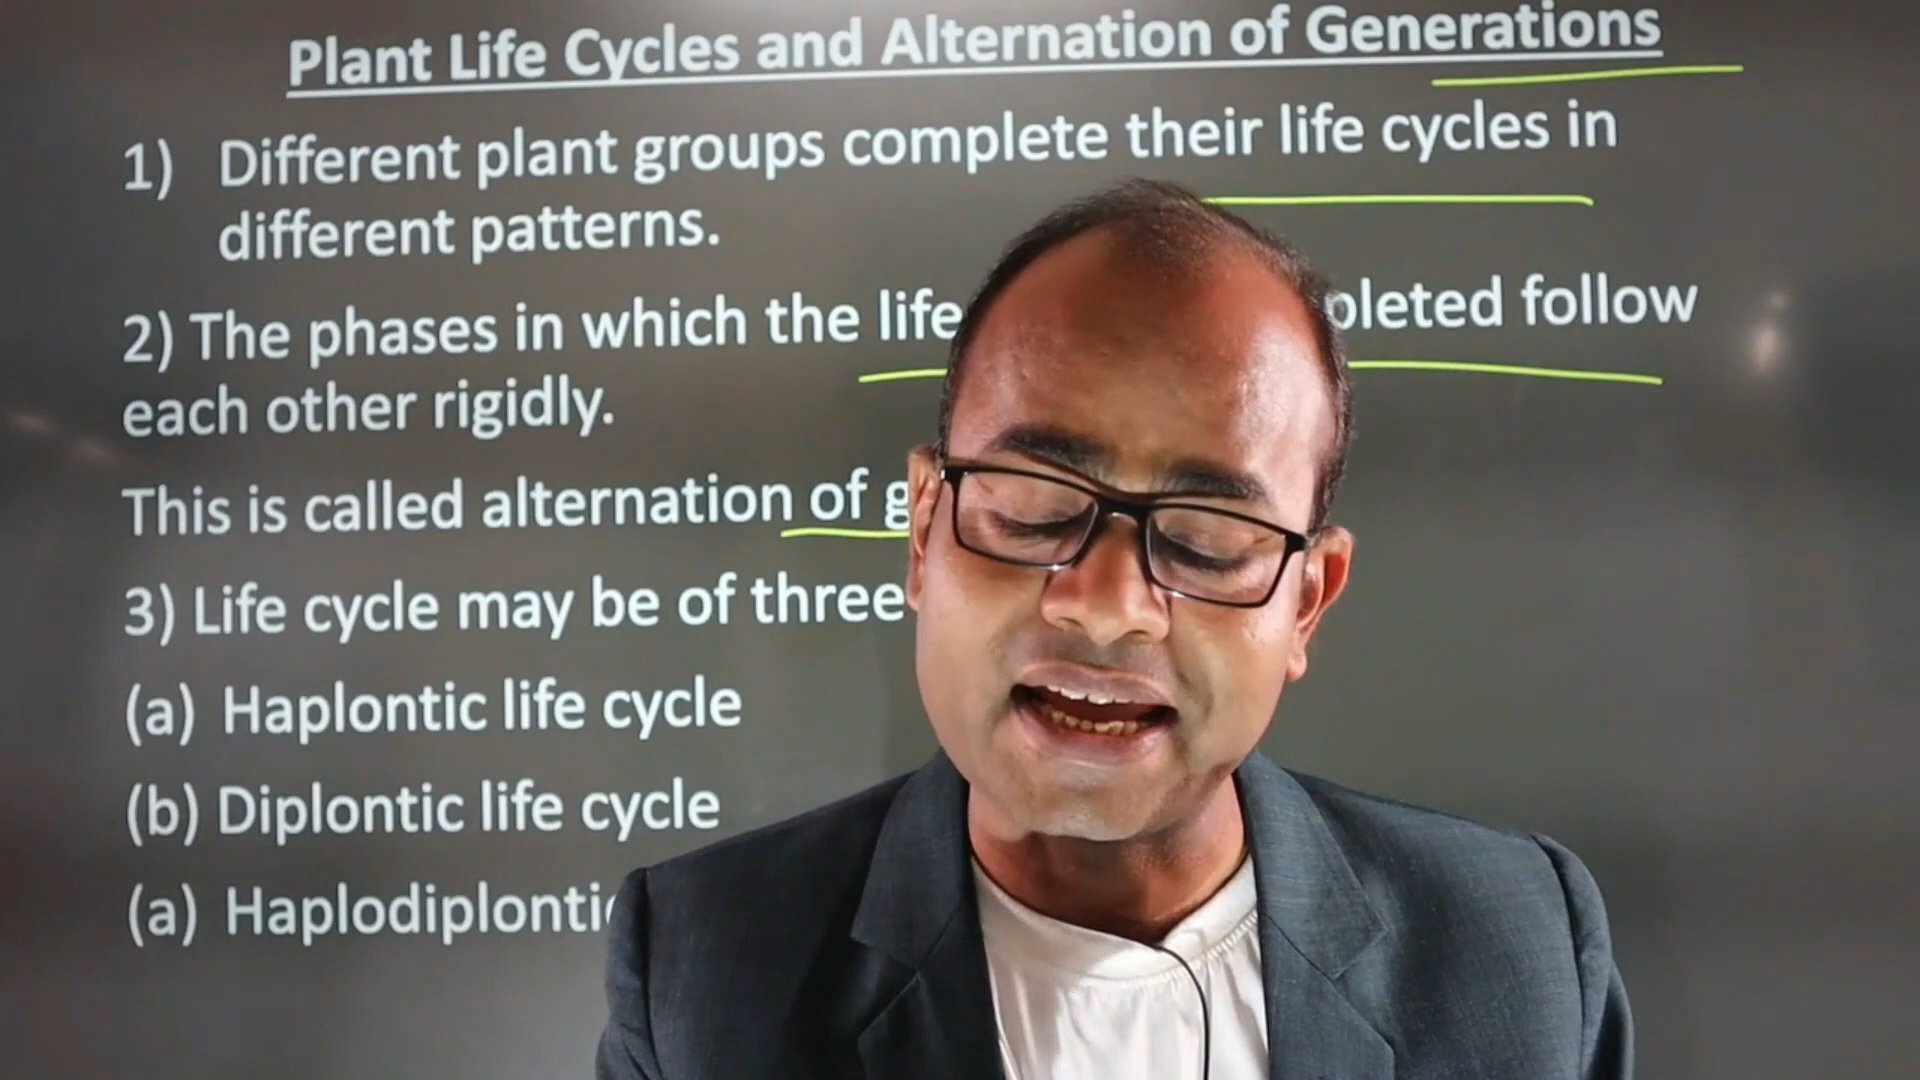 Plant Life Cycles and Alternation of Generations
1) Different plant groups complete their life cycles in
different patterns.
2) The phases in which the life follow
each other rigidly.
This is called alternation of
3) Life cycle may be of three
(a) Haplontic life cycle
(b) Diplontic life cycle
(a) Haplodiplontic